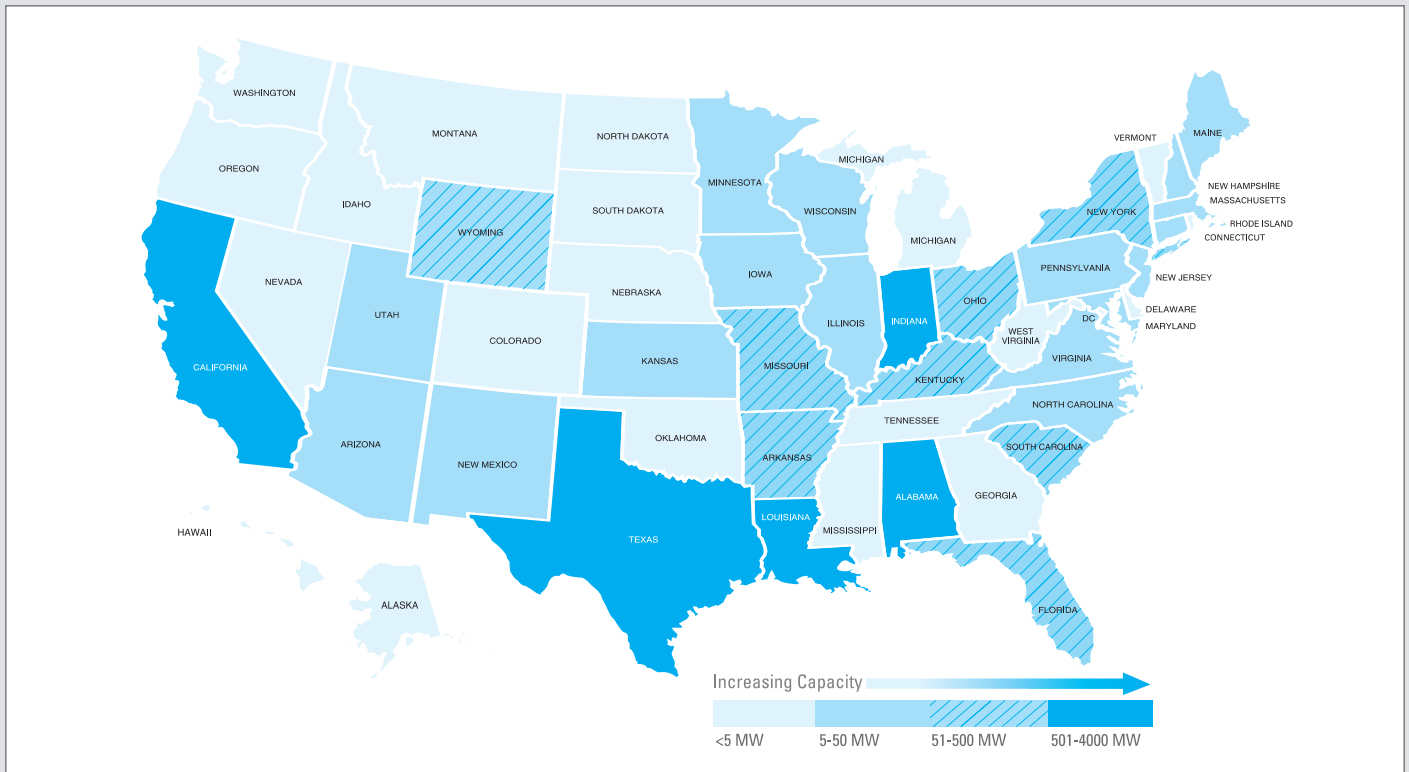 WASHINGTON
MONTANA
NORTH DAKOTA
MICHIGAN
VERMONT
MAINE
OREGON
IDAHO
SOUTH DAKOTA
MINNESOTA
WISCONSIN
MICHIGAN
NEW YORK
NEW HAMPSHIRE
MASSACHUSETTS
RHODE ISLAND
CONNECTICUT
WYOMING
NEVADA
UTAH
COLORADO
NEBRASKA
IOWA
ILLINOIS
INDIANA
OHIO
PENNSYLVANIA
NEW JERSEY
DELAWARE
MARYLAND
DC
WEST
VIRGINIA
VIRGINIA
CALIFORNIA
KANSAS
MISSOURI
KENTUCKY
NORTH CAROLINA
TENNESSEE
ARIZONA
NEW MEXICO
OKLAHOMA
ARKANSAS
SOUTH CAROLINA
GEORGIA
ALABAMA
MISSISSIPPI
LOUISIANA
TEXAS
HAWAII
ALASKA
FLORIDA
Increasing Capacity
<5 MW
5-50 MW
51-500 MW
501-4000 MW